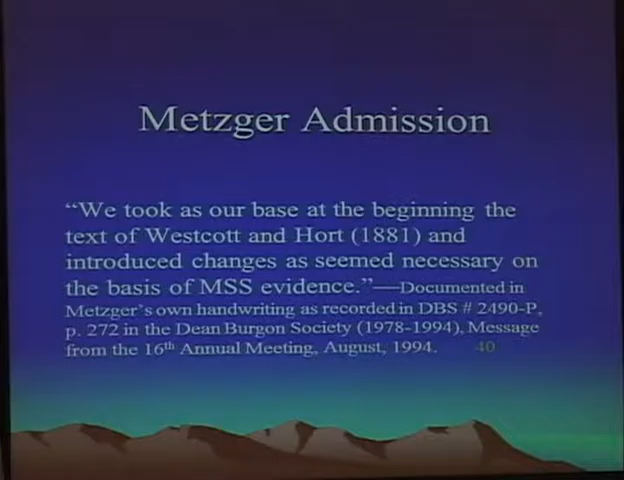 Metzger Admission
“We took as our base at the beginning the
text of Westcott and Hort (1881) and
introduced changes as seemed necessary on
the basis of MSS evidence.”—Documented in
Metzger's own handwriting as recorded in DBS # 2490-P,
p. 272 in the Dean Burgon Society (1978-1994), Message
from the 16th Annual Meeting, August, 1994. 40